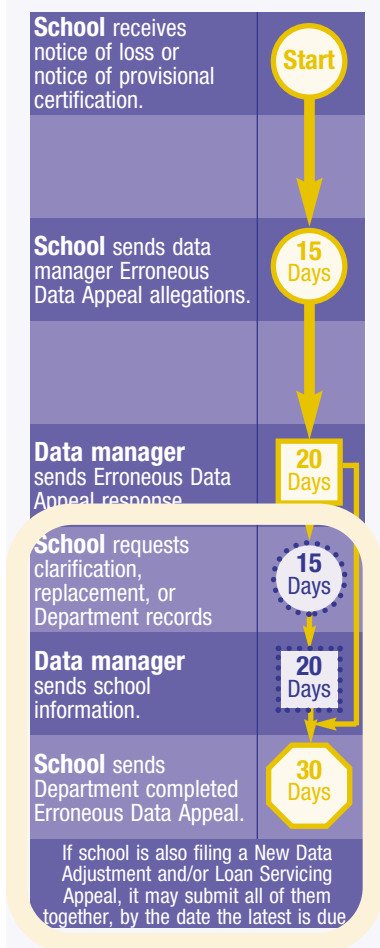 School receives
notice of loss or
notice of provisional
certification.
Start
School sends data
manager Erroneous
Data Appeal allegations.
15
Days
Data manager
sends Erroneous Data
Appeal response
20
Days
School requests
clarification,
replacement, or
Department records
15
Days
Data manager
sends school
information.
20
Days
School sends
Department completed
Erroneous Data Appeal.
30
Days
If school is also filing a New Data
Adjustment and/or Loan Servicing
Appeal, it may submit all of them
together, by the date the latest is due